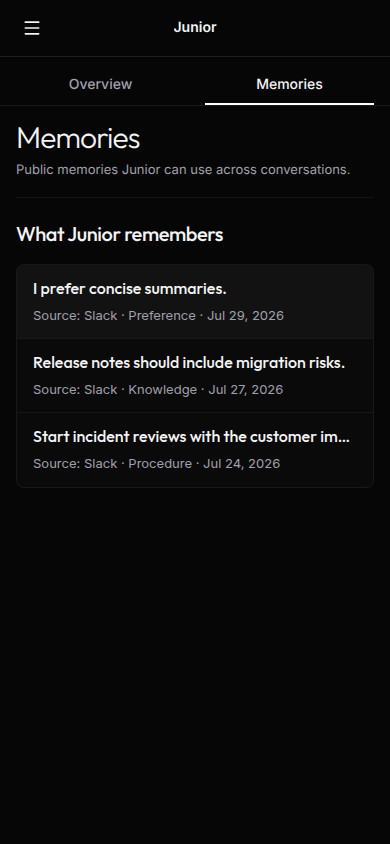 Junior
Overview
Memories
Memories
Public memories Junior can use across conversations.
What Junior remembers
I prefer concise summaries.
Source: Slack · Preference · Jul 29, 2026
Release notes should include migration risks.
Source: Slack · Knowledge · Jul 27, 2026
Start incident reviews with the customer im...
Source: Slack · Procedure · Jul 24, 2026